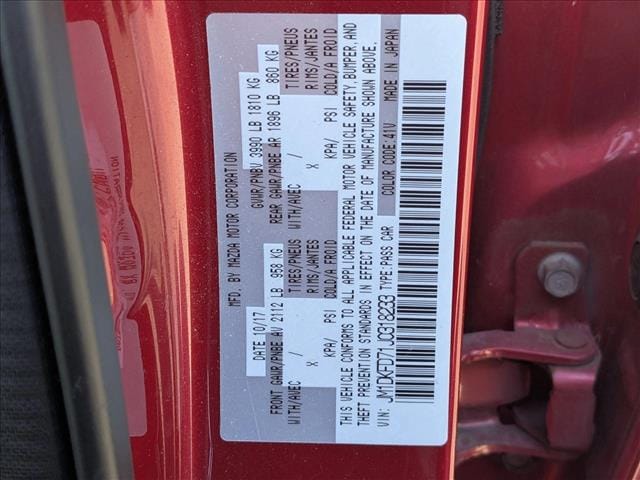 MFD. BY MAZDA MOTOR CORPORATION
DATE 10/17 GVWR/PNBV 3990 LB 1810 KG
FRONT GAWR/PNBE AV 2112 LB 958 KG REAR GAWR/PNBE AR 1896 LB 860 KG
TIRES/PNEUS TIRES/PNEUS
WITH/AVEC / RIMS/JANTES WITH/AVEC / RIMS/JANTES
X X
KPA/ PSI COLD/A FROID KPA/ PSI COLD/A FROID
THIS VEHICLE CONFORMS TO ALL APPLICABLE FEDERAL MOTOR VEHICLE SAFETY, BUMPER, AND
THEFT PREVENTION STANDARDS IN EFFECT ON THE DATE OF MANUFACTURE SHOWN ABOVE.
VIN: JM1DKFD71J0318233 TYPE:PASS CAR COLOR CODE:41V MADE IN JAPAN